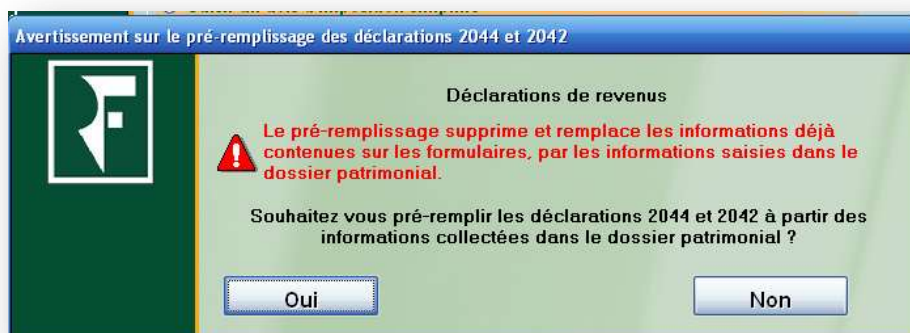 Avertissement sur le pré-remplissage des déclarations 2044 et 2042
Déclarations de revenus
Le pré-remplissage supprime et remplace les informations déjà
contenues sur les formulaires, par les informations saisies dans le
dossier patrimonial.
Souhaitez vous pré-remplir les déclarations 2044 et 2042 à partir des
informations collectées dans le dossier patrimonial ?
Oui
Non